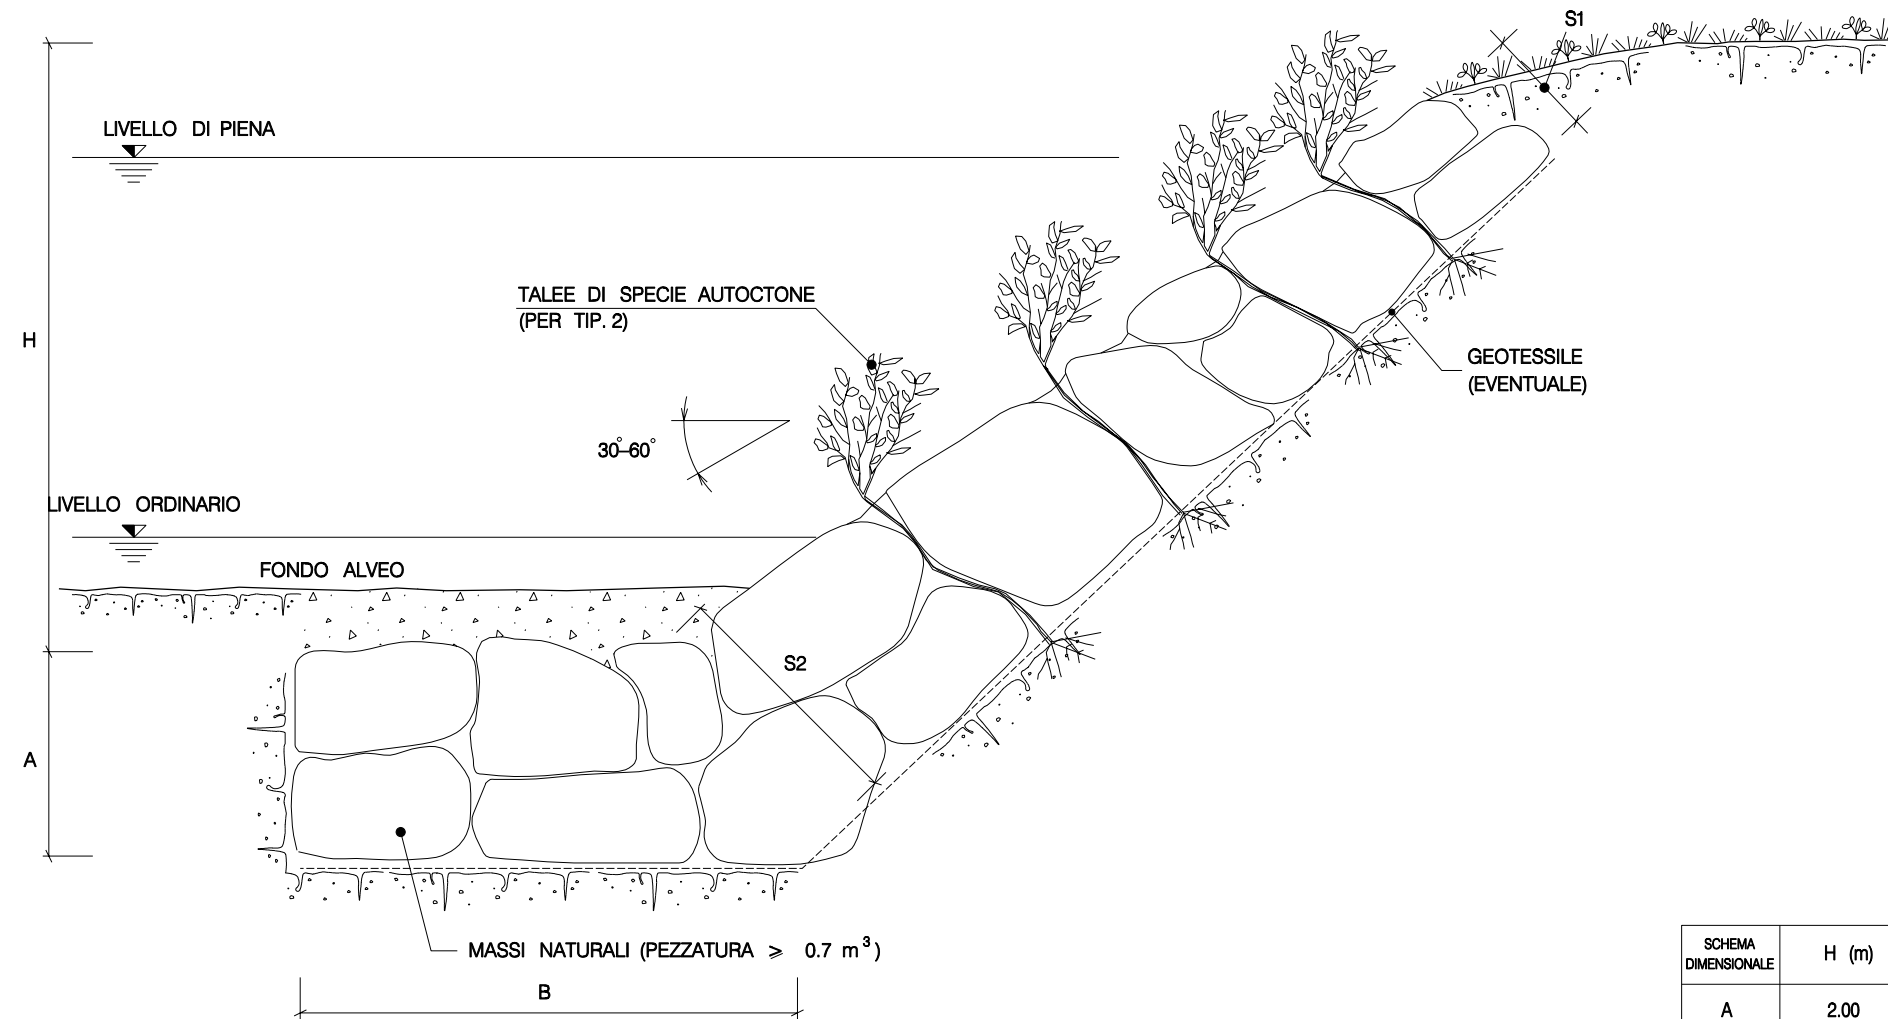 S1
LIVELLO DI PIENA
TALEE DI SPECIE AUTOCTONE
(PER TIP. 2)
H
GEOTESSILE
(EVENTUALE)
30°-60°
LIVELLO ORDINARIO
FONDO ALVEO
S2
A
MASSI NATURALI (PEZZATURA ⩾ 0.7 m³)
B
SCHEMA
DIMENSIONALE
H (m)
A
2.00